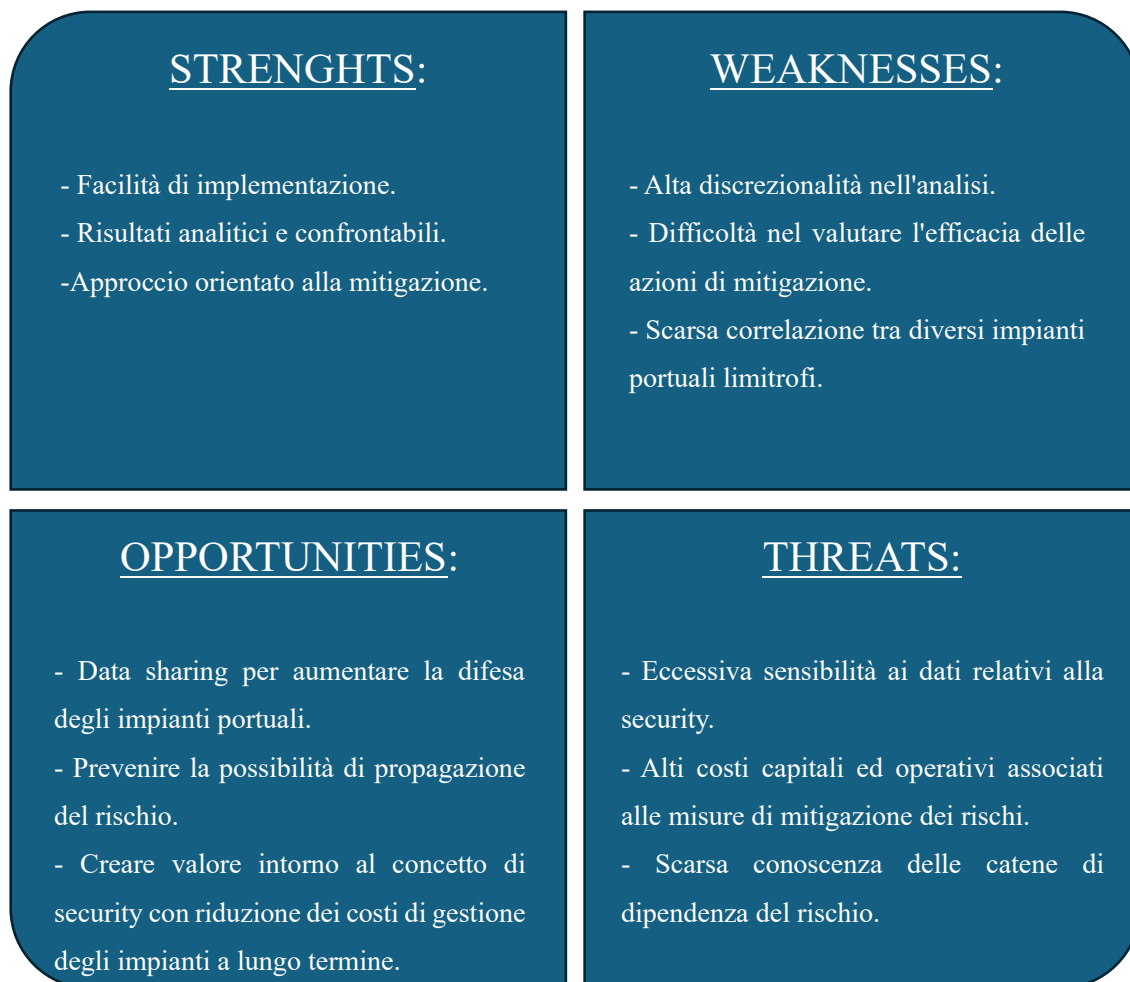 STRENGHTS:
- Facilità di implementazione.
- Risultati analitici e confrontabili.
-Approccio orientato alla mitigazione.
WEAKNESSES:
- Alta discrezionalità nell'analisi.
- Difficoltà nel valutare l'efficacia delle
azioni di mitigazione.
- Scarsa correlazione tra diversi impianti
portuali limitrofi.
OPPORTUNITIES:
- Data sharing per aumentare la difesa
degli impianti portuali.
- Prevenire la possibilità di propagazione
del rischio.
- Creare valore intorno al concetto di
security con riduzione dei costi di gestione
degli impianti a lungo termine.
THREATS:
- Eccessiva sensibilità ai dati relativi alla
security.
- Alti costi capitali ed operativi associati
alle misure di mitigazione dei rischi.
- Scarsa conoscenza delle catene di
dipendenza del rischio.